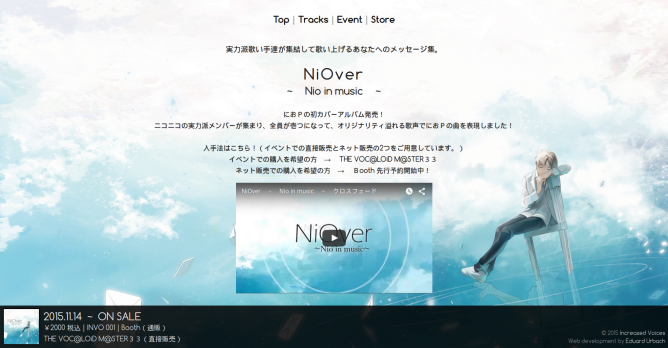 Top | Tracks | Event | Store
実力派歌い手達が集結して歌い上げるあなたへのメッセージ集。
NiOver
～ Nio in music ～
におPの初カバーアルバム発売！
ニコニコの実力派メンバーが集まり、全員が壱つになって、オリジナリティ溢れる歌声でにおPの曲を表現しました！
入手法はこちら！(イベントでの直接販売とネット販売の2つをご用意しています。)
イベントでの購入を希望の方 → THE VOC@LOiD M@STER３３
ネット販売での購入を希望の方 → Booth 先行予約開始中！
NiOver ～ Nio in music ～ クロスフェード
NiOver
~Nio in music~
2015.11.14 ~ ON SALE
￥2000 税込 | INVO 001 | Booth ( 通販 )
THE VOC@LOiD M@STER３３ ( 直接販売 )
© 2015 Increased Voices
Web development by Eduard Urbach